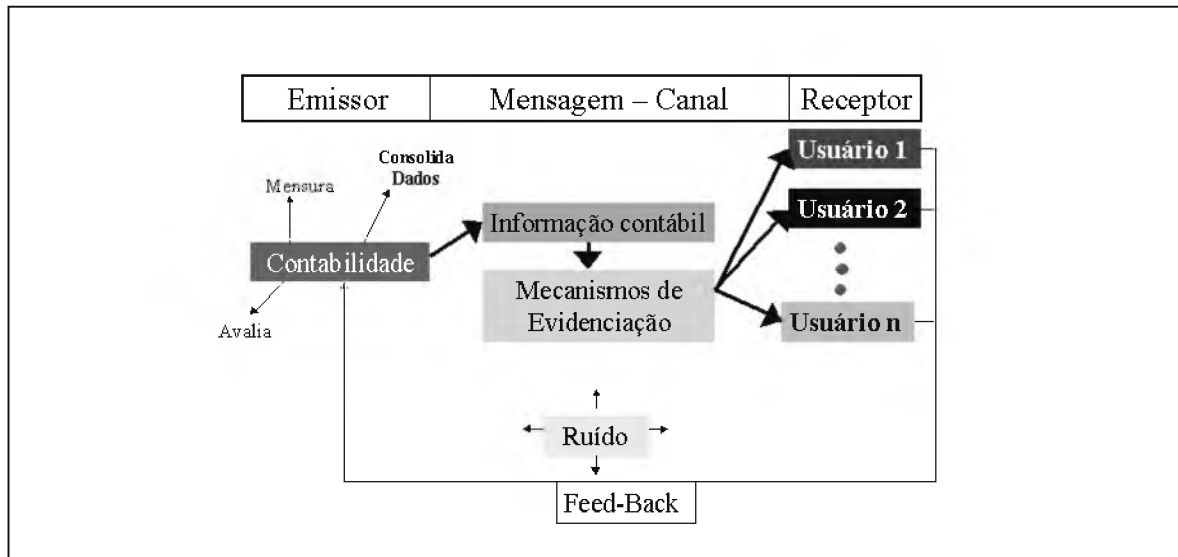 Emissor
Mensagem – Canal
Receptor
Usuário 1
Consolida
Dados
Mensura
Usuário 2
Informação contábil
Contabilidade
Mecanismos de
Evidenciação
Usuário n
Avalia
Ruído
Feed-Back